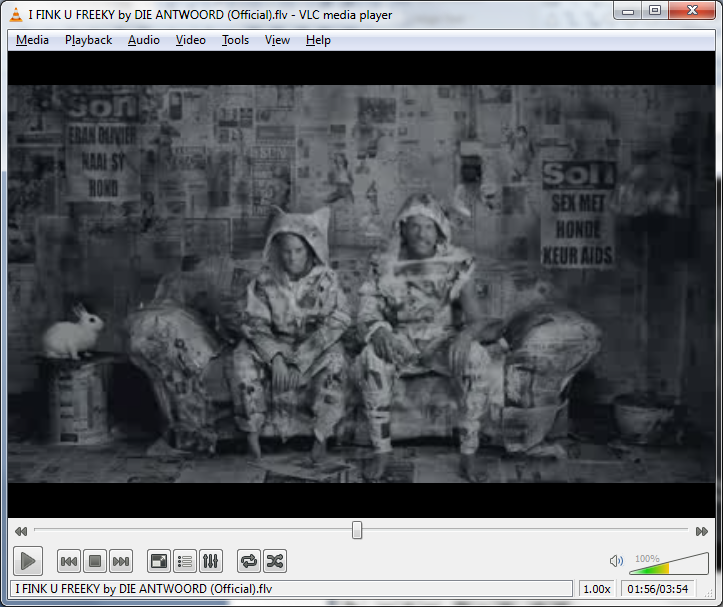 I FINK U FREEKY by DIE ANTWOORD (Official).flv - VLC media player
Media Playback Audio Video Tools View Help
Son
EBAN OLIVIER
NAAI SY
HOND
Son
SEX MET
HONDE
KEUR AIDS
100%
I FINK U FREEKY by DIE ANTWOORD (Official).flv 1.00x 01:56/03:54